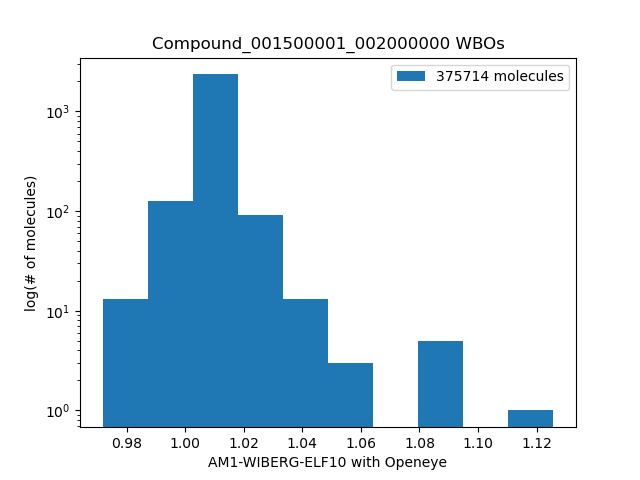 Compound_001500001_002000000 WBOs
375714 molecules
log(# of molecules)
10³
10²
10¹
10⁰
0.98 1.00 1.02 1.04 1.06 1.08 1.10 1.12
AM1-WIBERG-ELF10 with Openeye